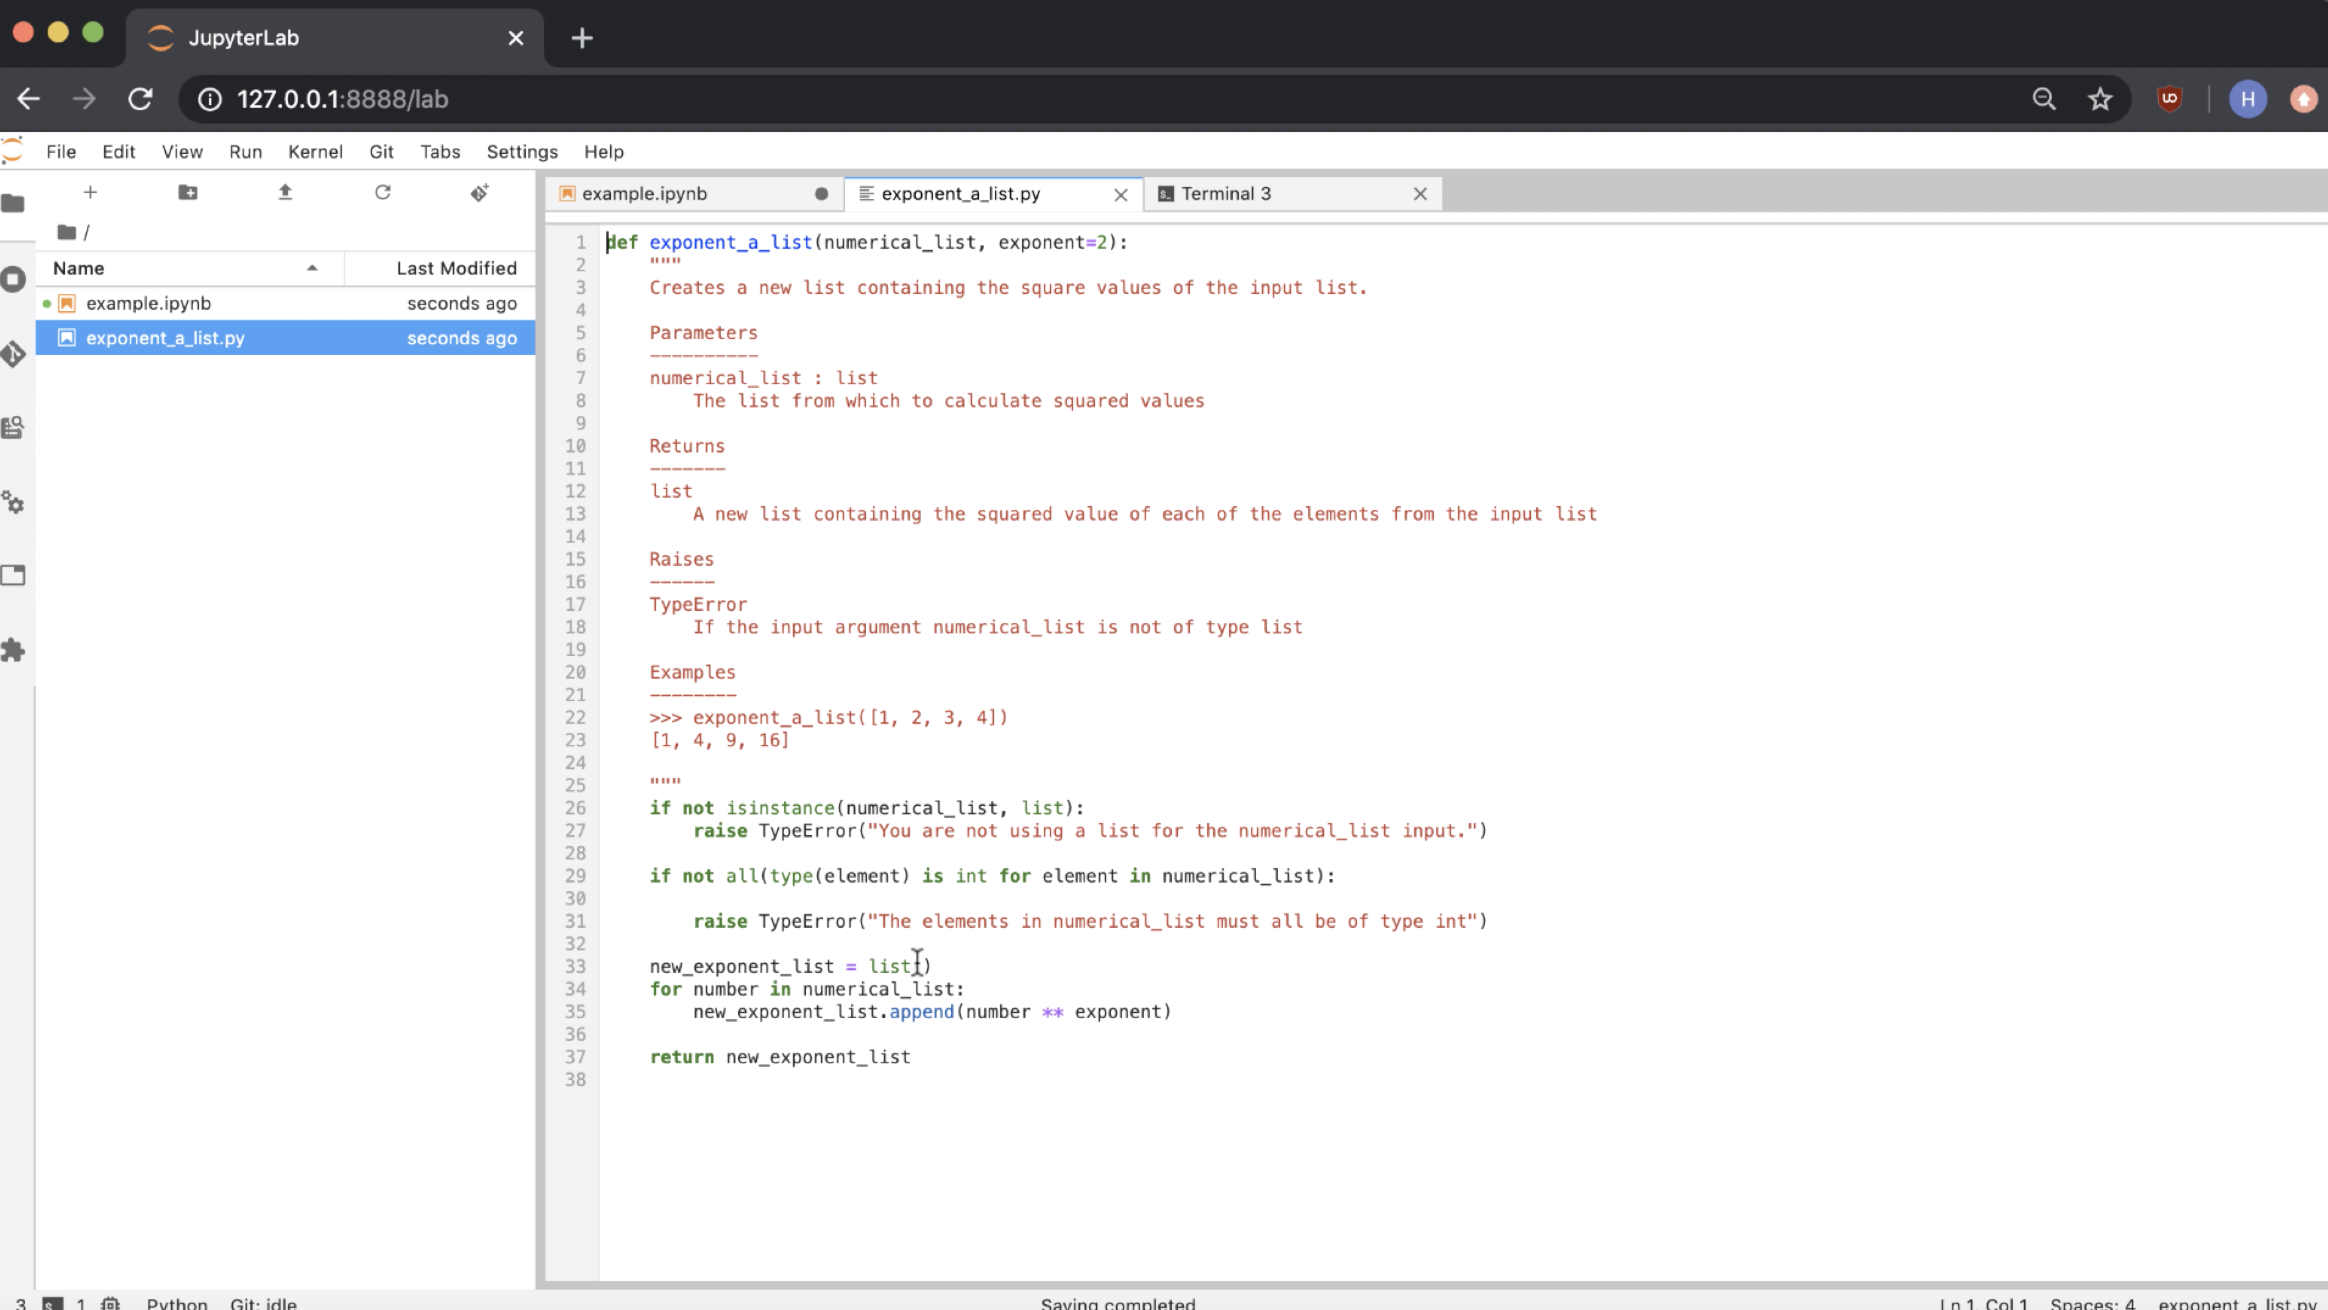 JupyterLab
127.0.0.1:8888/lab
H
File Edit View Run Kernel Git Tabs Settings Help
/
Name Last Modified
example.ipynb seconds ago
exponent_a_list.py seconds ago
example.ipynb exponent_a_list.py Terminal 3
1 def exponent_a_list(numerical_list, exponent=2):
2 """
3 Creates a new list containing the square values of the input list.
4
5 Parameters
6 ----------
7 numerical_list : list
8 The list from which to calculate squared values
9
10 Returns
11 -------
12 list
13 A new list containing the squared value of each of the elements from the input list
14
15 Raises
16 ------
17 TypeError
18 If the input argument numerical_list is not of type list
19
20 Examples
21 --------
22 >>> exponent_a_list([1, 2, 3, 4])
23 [1, 4, 9, 16]
24
25 """
26 if not isinstance(numerical_list, list):
27 raise TypeError("You are not using a list for the numerical_list input.")
28
29 if not all(type(element) is int for element in numerical_list):
30
31 raise TypeError("The elements in numerical_list must all be of type int")
32
33 new_exponent_list = list()
34 for number in numerical_list:
35 new_exponent_list.append(number ** exponent)
36
37 return new_exponent_list
38
3 1 Python Git: idle Saving completed Ln 1, Col 1 Spaces: 4 exponent_a_list.py